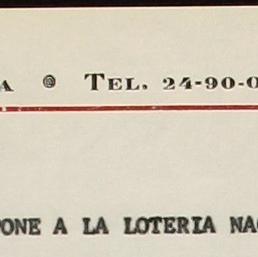 A @ TEL. 24-90-0
PONE A LA LOTERIA NA